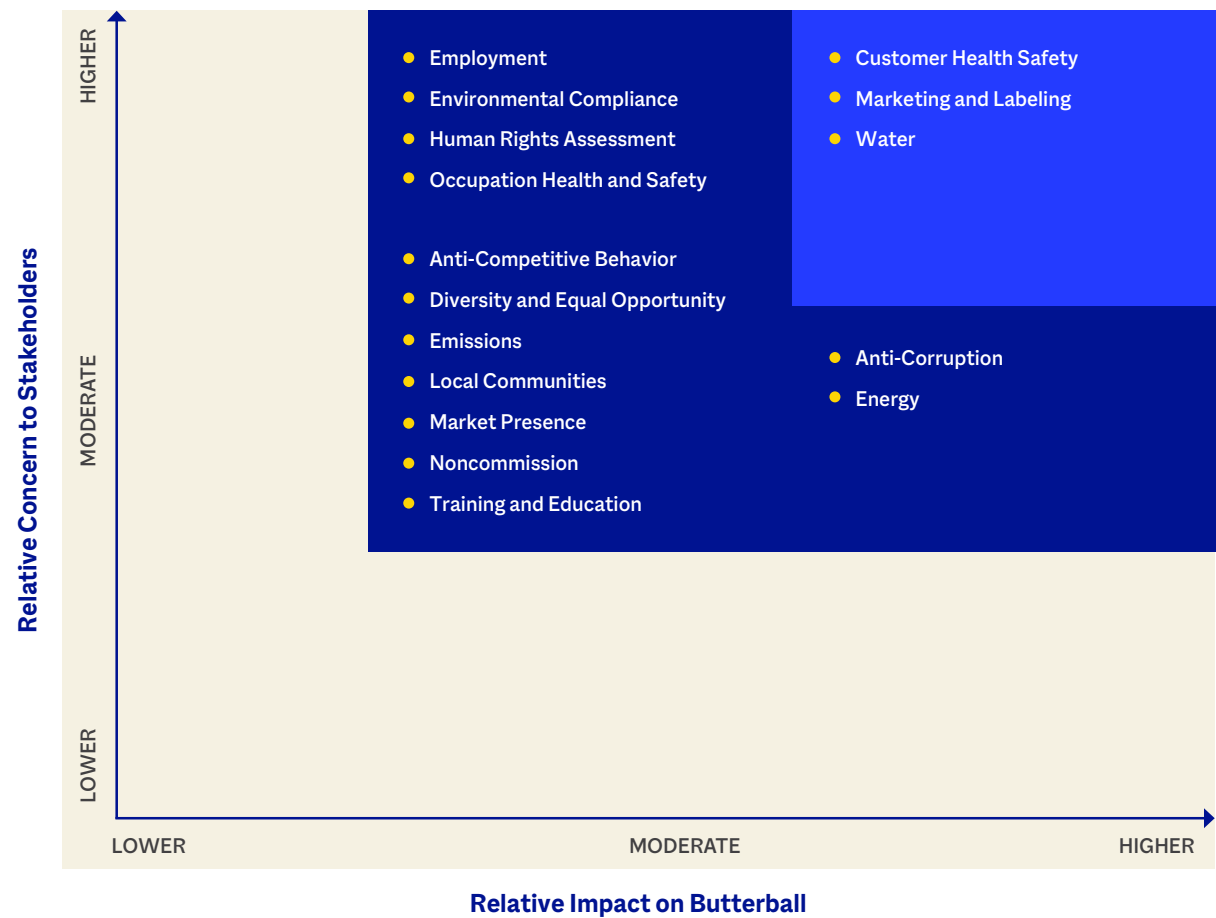 HIGHER
MODERATE
LOWER
Relative Concern to Stakeholders
Employment
Environmental Compliance
Human Rights Assessment
Occupation Health and Safety
Anti-Competitive Behavior
Diversity and Equal Opportunity
Emissions
Local Communities
Market Presence
Noncommission
Training and Education
Customer Health Safety
Marketing and Labeling
Water
Anti-Corruption
Energy
LOWER
MODERATE
HIGHER
Relative Impact on Butterball